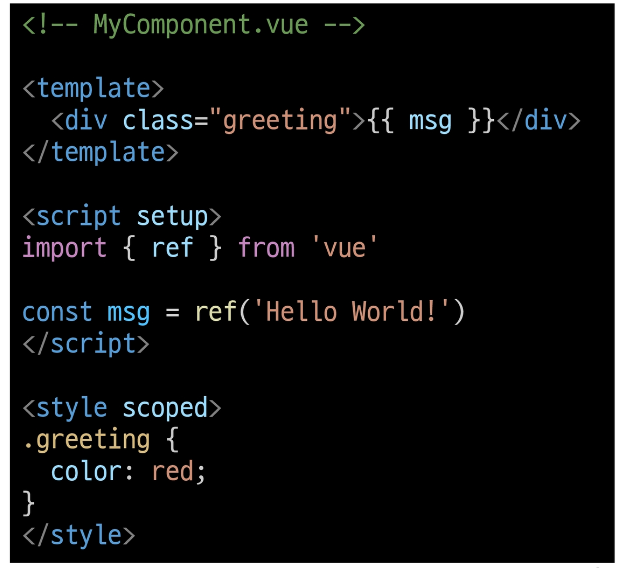 <!-- MyComponent.vue -->

<template>
  <div class="greeting">{{ msg }}</div>
</template>

<script setup>
import { ref } from 'vue'

const msg = ref('Hello World!')
</script>

<style scoped>
.greeting {
  color: red;
}
</style>